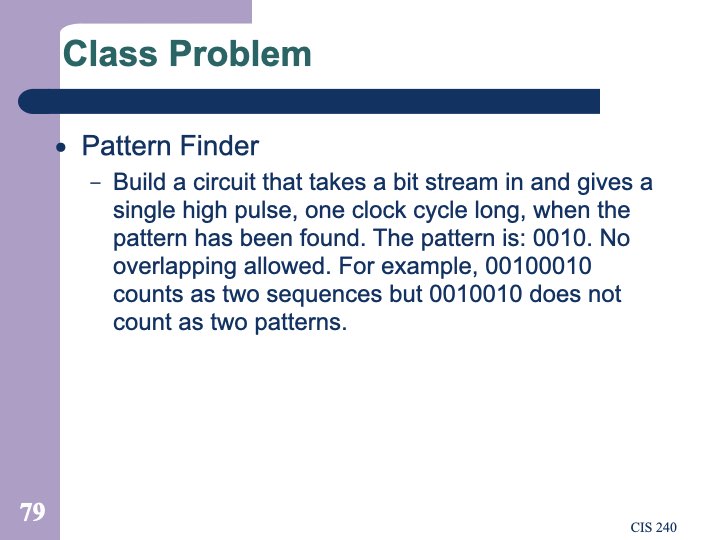 Class Problem
• Pattern Finder
– Build a circuit that takes a bit stream in and gives a
single high pulse, one clock cycle long, when the
pattern has been found. The pattern is: 0010. No
overlapping allowed. For example, 00100010
counts as two sequences but 0010010 does not
count as two patterns.
79
CIS 240